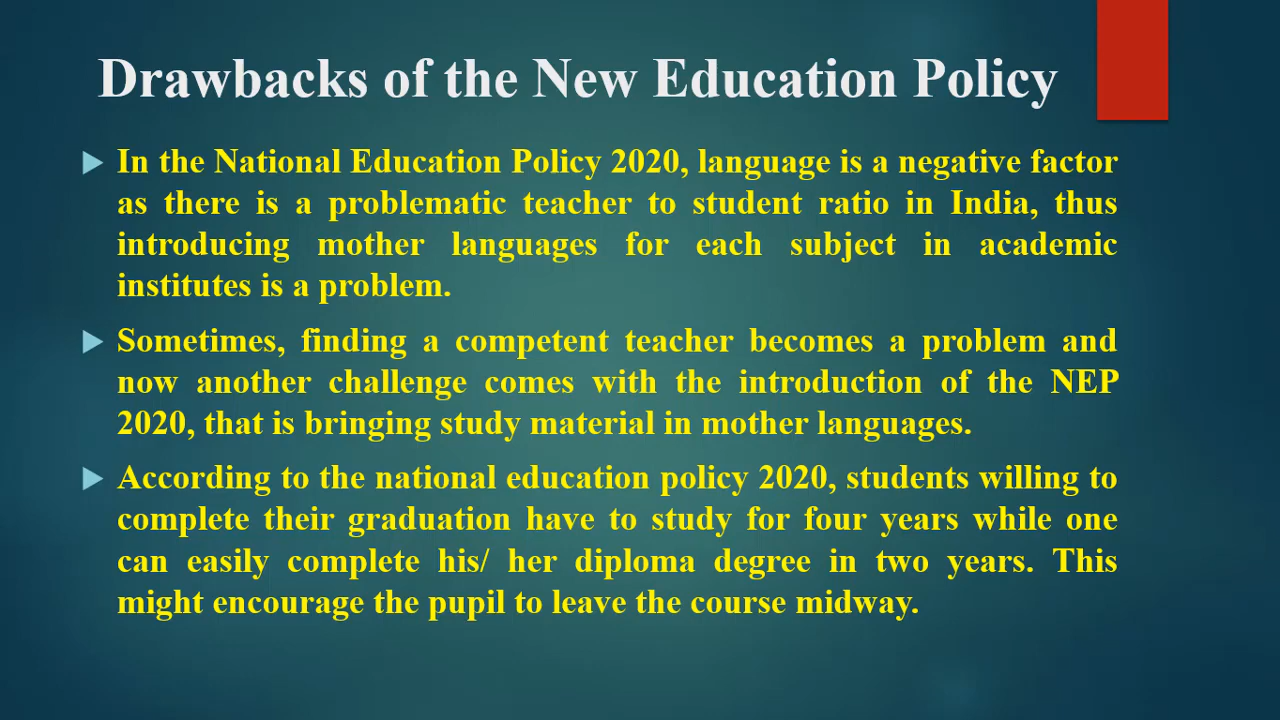 Drawbacks of the New Education Policy
In the National Education Policy 2020, language is a negative factor
as there is a problematic teacher to student ratio in India, thus
introducing mother languages for each subject in academic
institutes is a problem.
Sometimes, finding a competent teacher becomes a problem and
now another challenge comes with the introduction of the NEP
2020, that is bringing study material in mother languages.
According to the national education policy 2020, students willing to
complete their graduation have to study for four years while one
can easily complete his/ her diploma degree in two years. This
might encourage the pupil to leave the course midway.